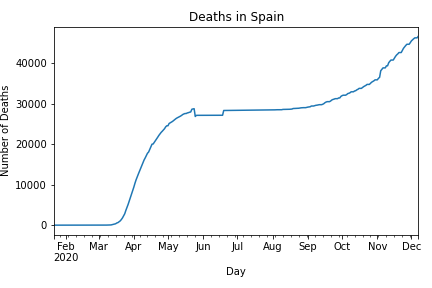 Deaths in Spain
Number of Deaths
40000
30000
20000
10000
0
Feb Mar Apr May Jun Jul Aug Sep Oct Nov Dec
2020
Day